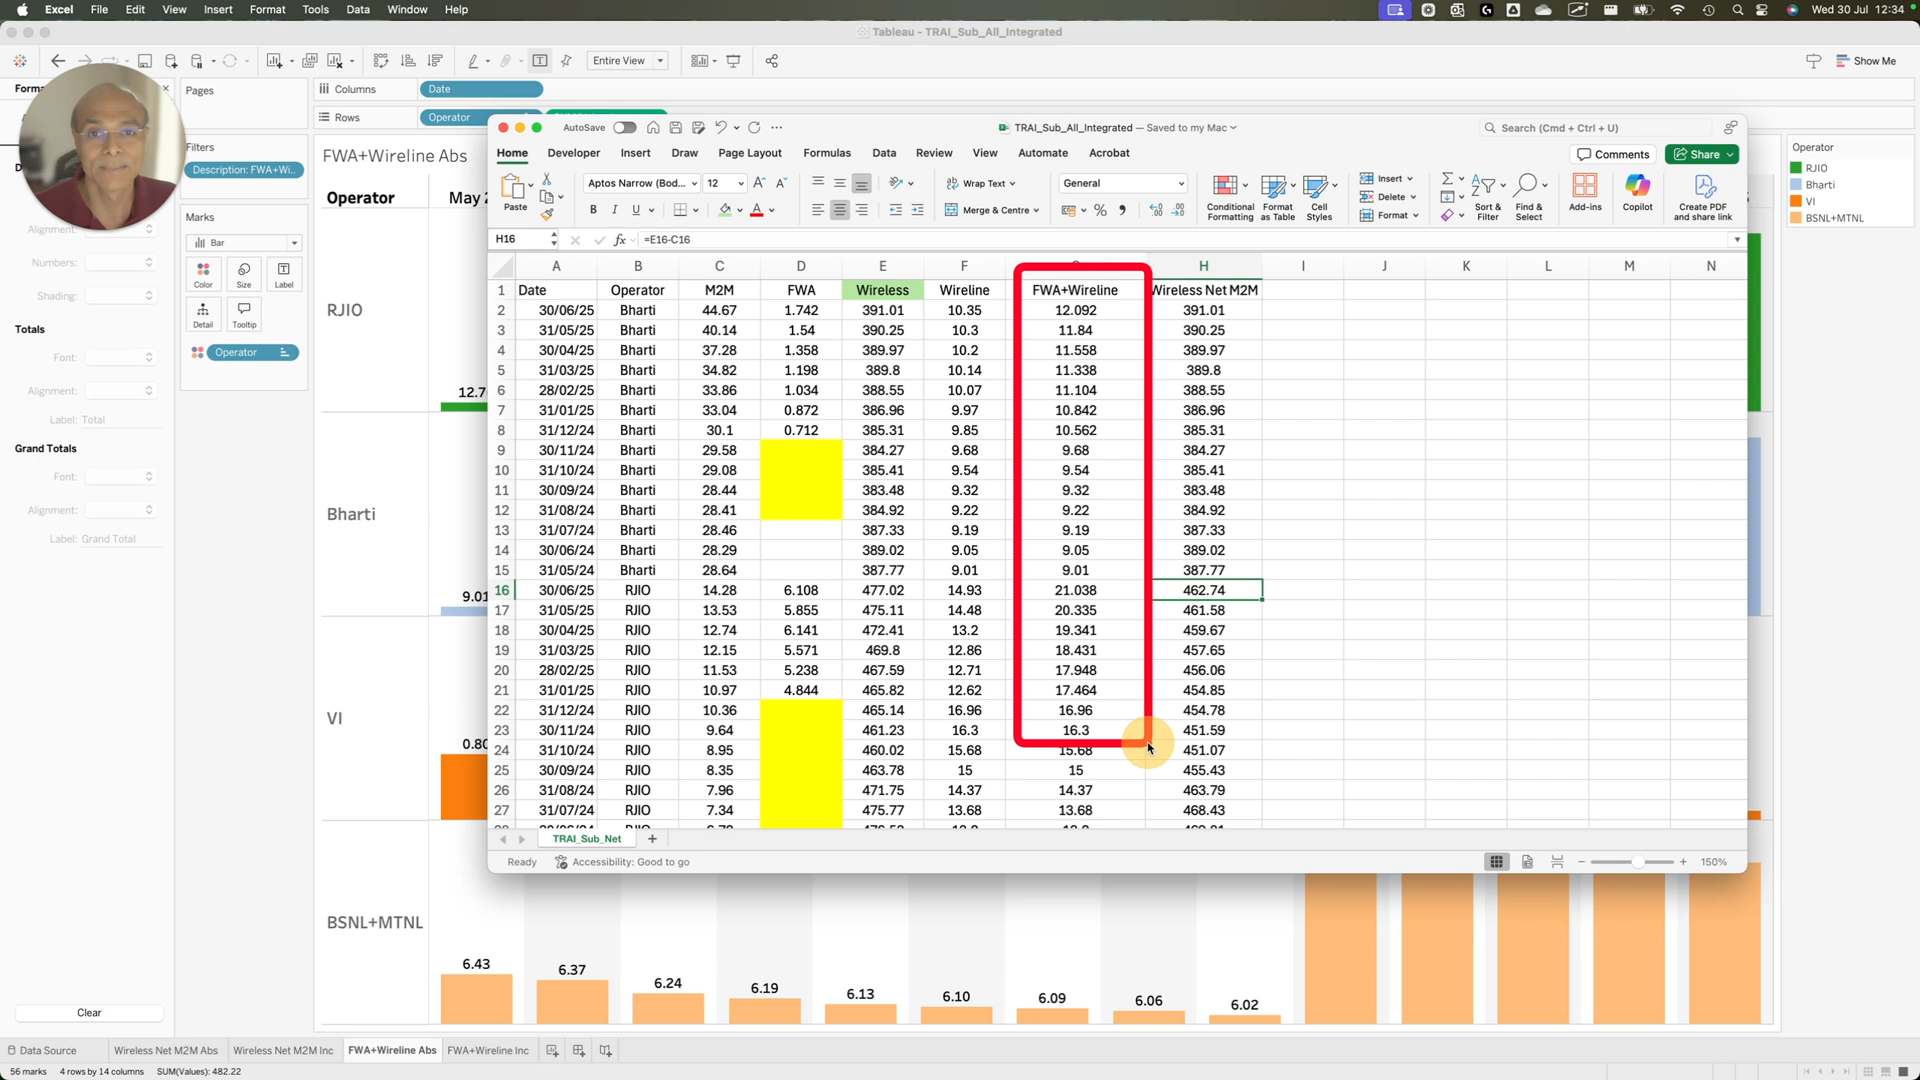 Excel File Edit View Insert Format Tools Data Window Help
Wed 30 Jul 12:34
Tableau - TRAI_Sub_All_Integrated
Entire View
Show Me
Pages
Columns Date
Rows Operator
Filters
Description: FWA+Wi..
Marks
Bar
Color Size Label
Detail Tooltip
Operator
Alignment:
Numbers:
Shading:
Totals
Font:
Alignment:
Label: Total
Grand Totals
Font:
Alignment:
Label: Grand Total
Clear
FWA+Wireline Abs
Operator
RJIO
Bharti
VI
BSNL+MTNL
6.43 6.37 6.24 6.19 6.13 6.10 6.09 6.06 6.02
Operator
RJIO
Bharti
VI
BSNL+MTNL
AutoSave
TRAI_Sub_All_Integrated — Saved to my Mac
Search (Cmd + Ctrl + U)
Home Developer Insert Draw Page Layout Formulas Data Review View Automate Acrobat
Comments Share
Paste
Aptos Narrow (Bod... 12
B I U
Wrap Text
Merge & Centre
General
Conditional Formatting
Format as Table
Cell Styles
Insert
Delete
Format
Sort & Filter
Find & Select
Add-ins
Copilot
Create PDF and share link
H16 fx =E16-C16
A B C D E F H I J K L M N
1 Date Operator M2M FWA Wireless Wireline FWA+Wireline Wireless Net M2M
2 30/06/25 Bharti 44.67 1.742 391.01 10.35 12.092 391.01
3 31/05/25 Bharti 40.14 1.54 390.25 10.3 11.84 390.25
4 30/04/25 Bharti 37.28 1.358 389.97 10.2 11.558 389.97
5 31/03/25 Bharti 34.82 1.198 389.8 10.14 11.338 389.8
6 28/02/25 Bharti 33.86 1.034 388.55 10.07 11.104 388.55
7 31/01/25 Bharti 33.04 0.872 386.96 9.97 10.842 386.96
8 31/12/24 Bharti 30.1 0.712 385.31 9.85 10.562 385.31
9 30/11/24 Bharti 29.58 384.27 9.68 9.68 384.27
10 31/10/24 Bharti 29.08 385.41 9.54 9.54 385.41
11 30/09/24 Bharti 28.44 383.48 9.32 9.32 383.48
12 31/08/24 Bharti 28.41 384.92 9.22 9.22 384.92
13 31/07/24 Bharti 28.46 387.33 9.19 9.19 387.33
14 30/06/24 Bharti 28.29 389.02 9.05 9.05 389.02
15 31/05/24 Bharti 28.64 387.77 9.01 9.01 387.77
16 30/06/25 RJIO 14.28 6.108 477.02 14.93 21.038 462.74
17 31/05/25 RJIO 13.53 5.855 475.11 14.48 20.335 461.58
18 30/04/25 RJIO 12.74 6.141 472.41 13.2 19.341 459.67
19 31/03/25 RJIO 12.15 5.571 469.8 12.86 18.431 457.65
20 28/02/25 RJIO 11.53 5.238 467.59 12.71 17.948 456.06
21 31/01/25 RJIO 10.97 4.844 465.82 12.62 17.464 454.85
22 31/12/24 RJIO 10.36 465.14 16.96 16.96 454.78
23 30/11/24 RJIO 9.64 461.23 16.3 16.3 451.59
24 31/10/24 RJIO 8.95 460.02 15.68 15.68 451.07
25 30/09/24 RJIO 8.35 463.78 15 15 455.43
26 31/08/24 RJIO 7.96 471.75 14.37 14.37 463.79
27 31/07/24 RJIO 7.34 475.77 13.68 13.68 468.43
TRAI_Sub_Net
Ready Accessibility: Good to go 150%
Data Source Wireless Net M2M Abs Wireless Net M2M Inc FWA+Wireline Abs FWA+Wireline Inc
56 marks 4 rows by 14 columns SUM(Values): 482.22